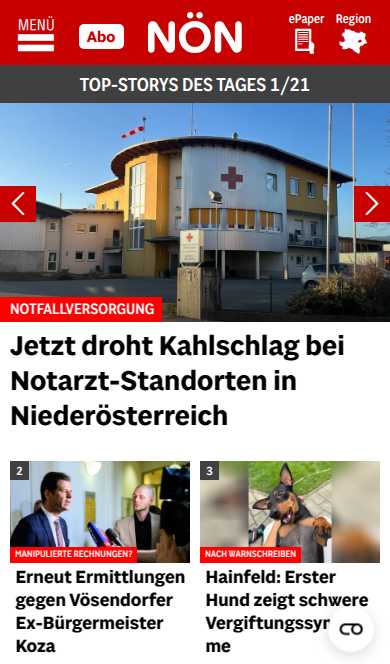 MENÜ
Abo
NÖN
ePaper
Region
TOP-STORYS DES TAGES 1/21
NOTFALLVERSORGUNG
Jetzt droht Kahlschlag bei
Notarzt-Standorten in
Niederösterreich
2
MANIPULIERTE RECHNUNGEN?
Erneut Ermittlungen
gegen Vösendorfer
Ex-Bürgermeister
Koza
3
NACH WARNSCHREIBEN
Hainfeld: Erster
Hund zeigt schwere
me